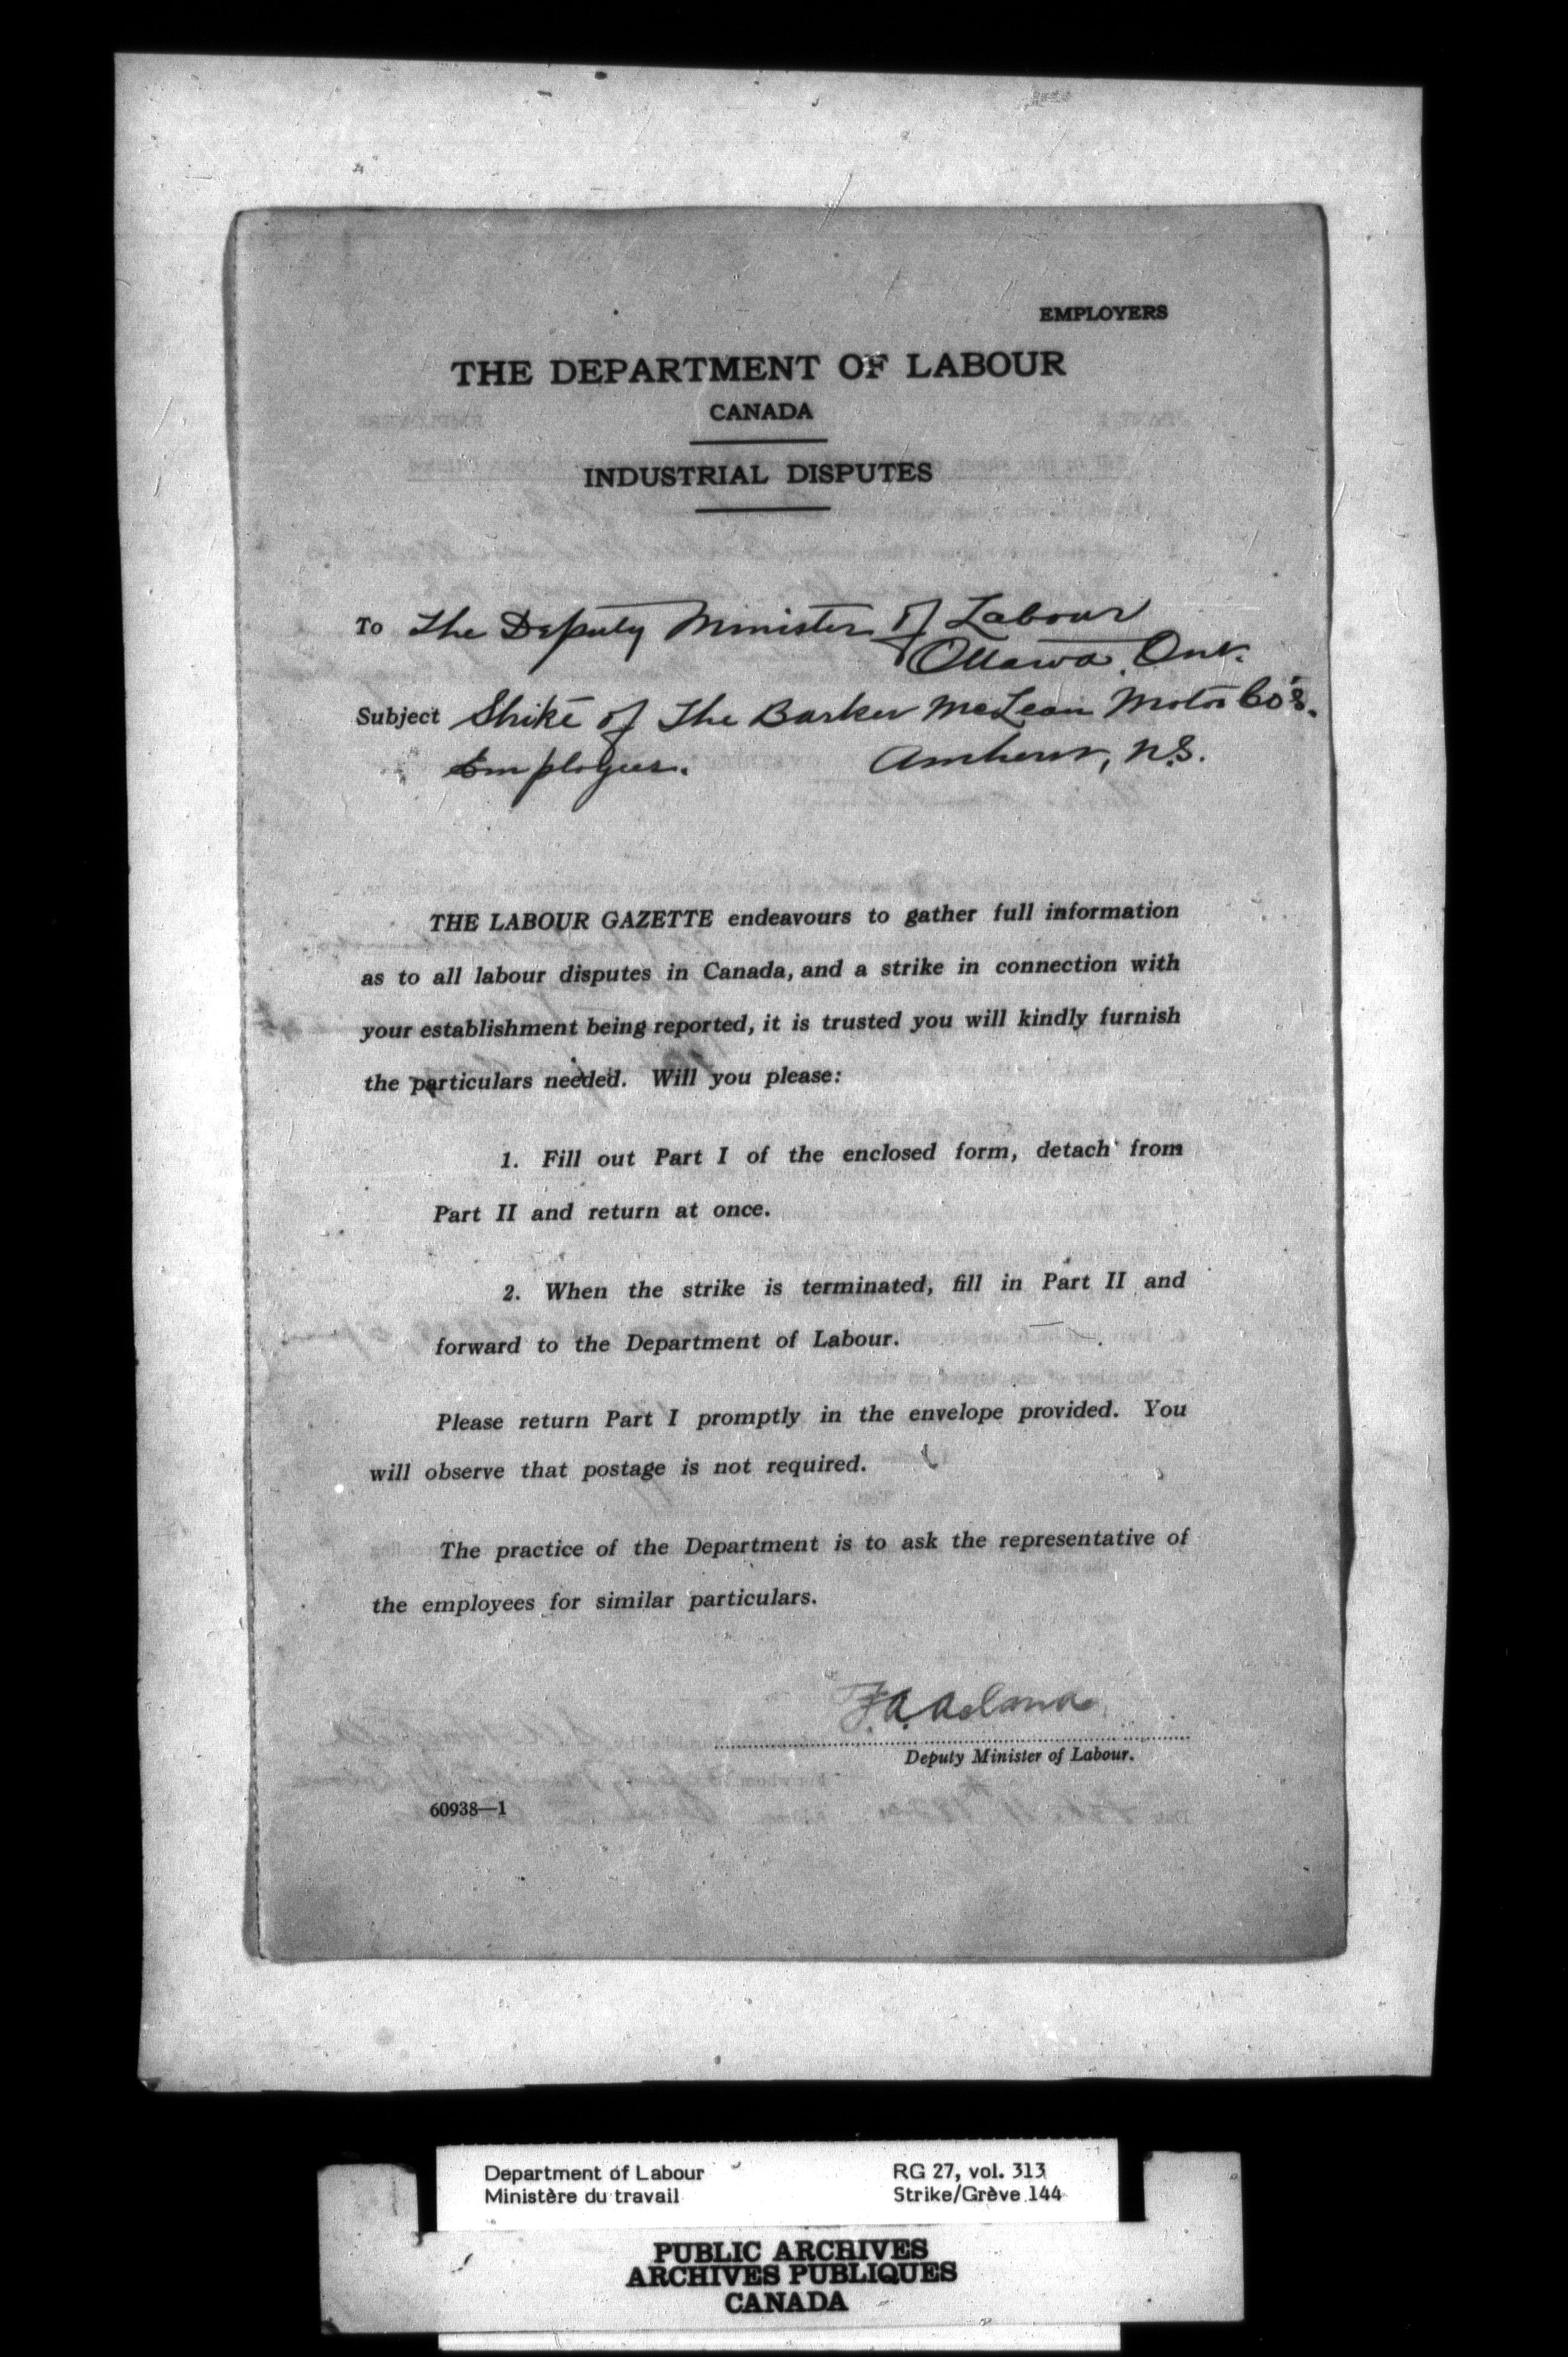 EMPLOYERS
THE DEPARTMENT OF LABOUR
CANADA
INDUSTRIAL DISPUTES
To The Deputy Minister of Labour
Ottawa, Ont.
Subject Strike of The Barker McLean Motor Co's.
Employees. Amherst, N.S.
THE LABOUR GAZETTE endeavours to gather full information
as to all labour disputes in Canada, and a strike in connection with
your establishment being reported, it is trusted you will kindly furnish
the particulars needed. Will you please:
1. Fill out Part I of the enclosed form, detach from
Part II and return at once.
2. When the strike is terminated, fill in Part II and
forward to the Department of Labour.
Please return Part I promptly in the envelope provided. You
will observe that postage is not required.
The practice of the Department is to ask the representative of
the employees for similar particulars.
F.A. Acland
Deputy Minister of Labour.
60938—1
Department of Labour RG 27, vol. 313
Ministère du travail Strike/Grève 144
PUBLIC ARCHIVES
ARCHIVES PUBLIQUES
CANADA